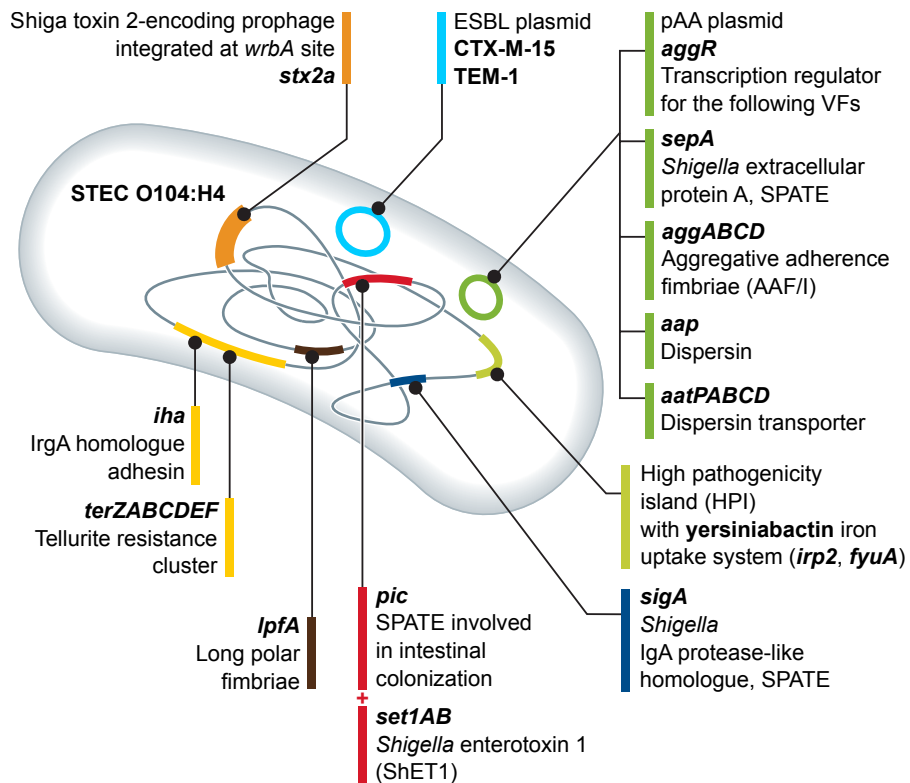 Shiga toxin 2-encoding prophage
integrated at wrbA site
stx2a
ESBL plasmid
CTX-M-15
TEM-1
pAA plasmid
aggR
Transcription regulator
for the following VFs
sepA
Shigella extracellular
protein A, SPATE
aggABCD
Aggregative adherence
fimbriae (AAF/I)
aap
Dispersin
aatPABCD
Dispersin transporter
STEC O104:H4
iha
IrgA homologue
adhesin
terZABCDEF
Tellurite resistance
cluster
lpfA
Long polar
fimbriae
pic
SPATE involved
in intestinal
colonization
+
set1AB
Shigella enterotoxin 1
(ShET1)
High pathogenicity
island (HPI)
with yersiniabactin iron
uptake system (irp2, fyuA)
sigA
Shigella
IgA protease-like
homologue, SPATE